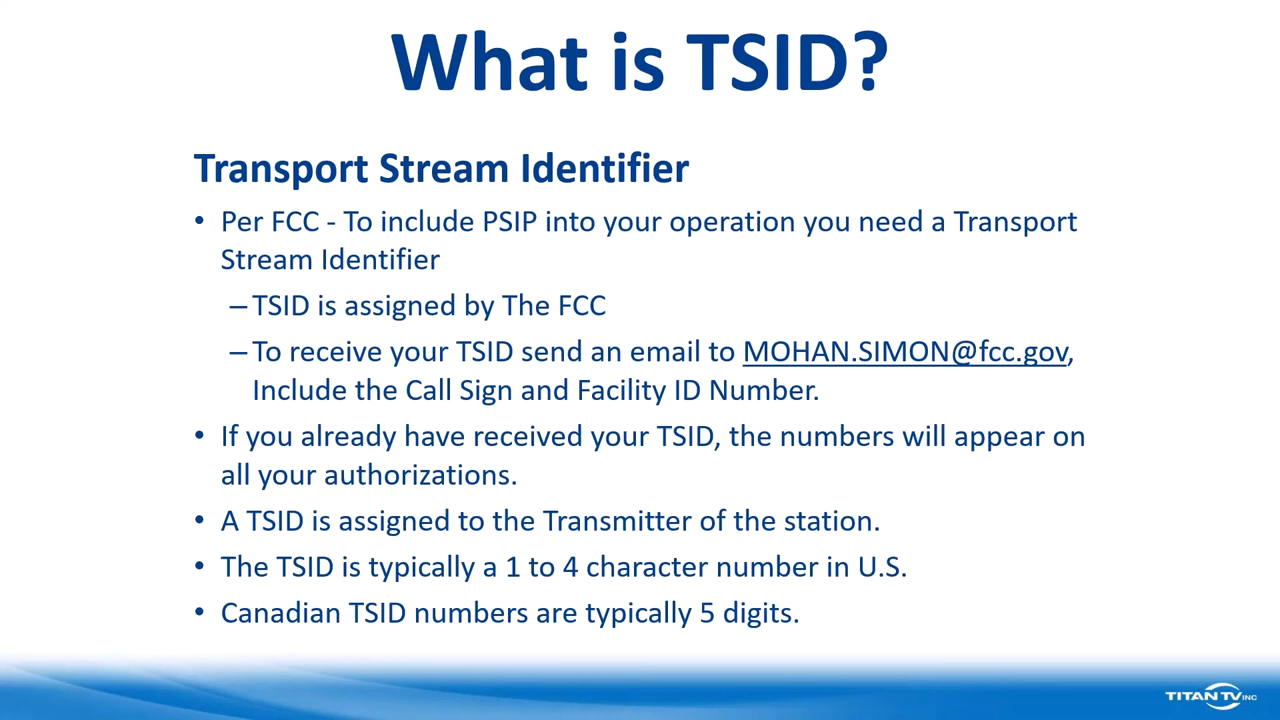 What is TSID?
Transport Stream Identifier
• Per FCC - To include PSIP into your operation you need a Transport
Stream Identifier
– TSID is assigned by The FCC
– To receive your TSID send an email to MOHAN.SIMON@fcc.gov,
Include the Call Sign and Facility ID Number.
• If you already have received your TSID, the numbers will appear on
all your authorizations.
• A TSID is assigned to the Transmitter of the station.
• The TSID is typically a 1 to 4 character number in U.S.
• Canadian TSID numbers are typically 5 digits.
TITAN TV INC